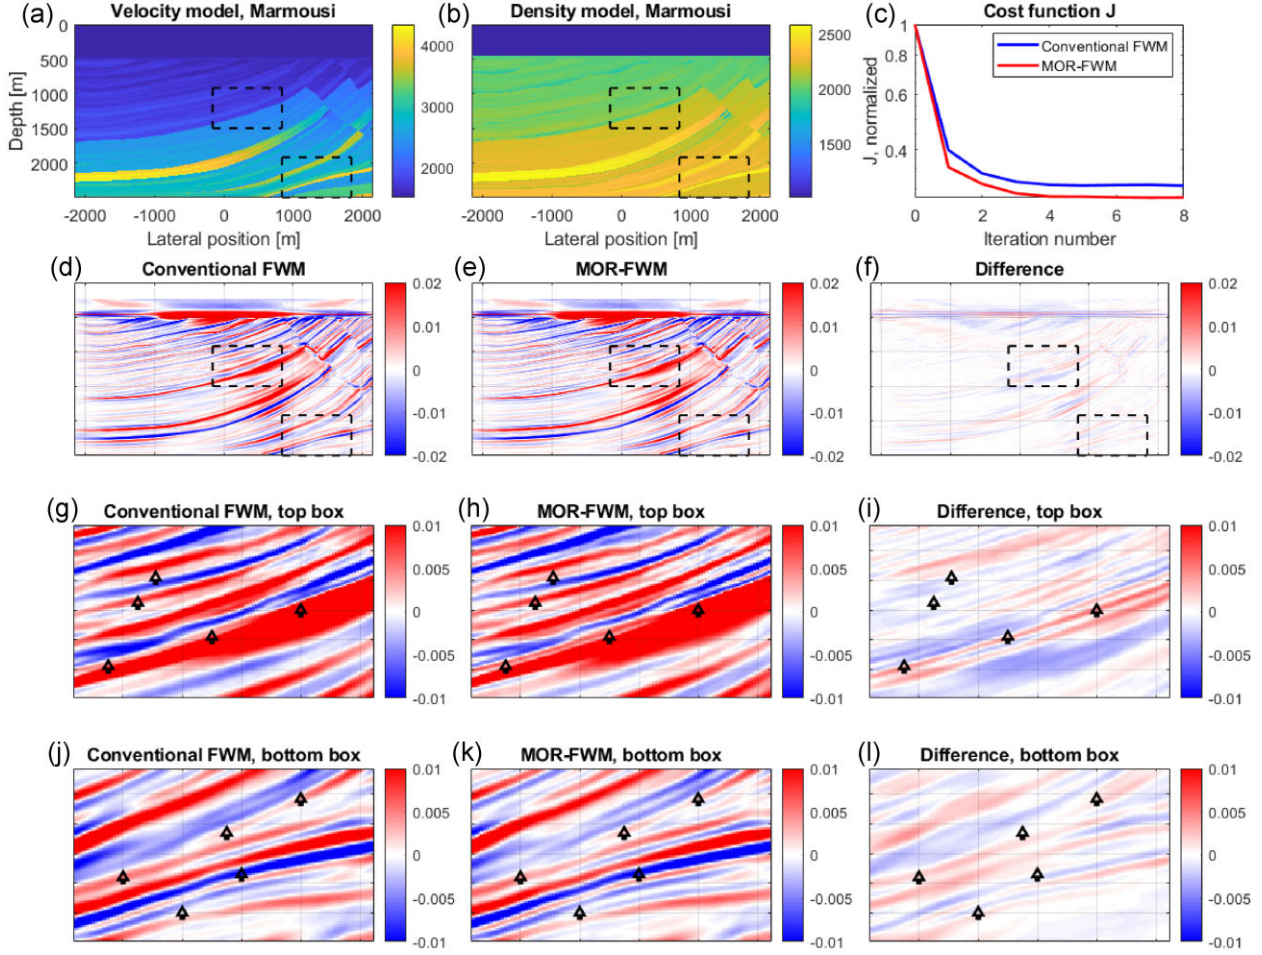 (a) Velocity model, Marmousi
(b) Density model, Marmousi
(c) Cost function J
0
500
1000
1500
2000
Depth [m]
-2000 -1000 0 1000 2000
Lateral position [m]
4000
3000
2000
-2000 -1000 0 1000 2000
Lateral position [m]
2500
2000
1500
1
0.8
0.6
0.4
J, normalized
Conventional FWM
MOR-FWM
0 2 4 6 8
Iteration number
(d) Conventional FWM
0.02
0.01
0
-0.01
-0.02
(e) MOR-FWM
0.02
0.01
0
-0.01
-0.02
(f) Difference
0.02
0.01
0
-0.01
-0.02
(g) Conventional FWM, top box
0.01
0.005
0
-0.005
-0.01
(h) MOR-FWM, top box
0.01
0.005
0
-0.005
-0.01
(i) Difference, top box
0.01
0.005
0
-0.005
-0.01
(j) Conventional FWM, bottom box
0.01
0.005
0
-0.005
-0.01
(k) MOR-FWM, bottom box
0.01
0.005
0
-0.005
-0.01
(l) Difference, bottom box
0.01
0.005
0
-0.005
-0.01